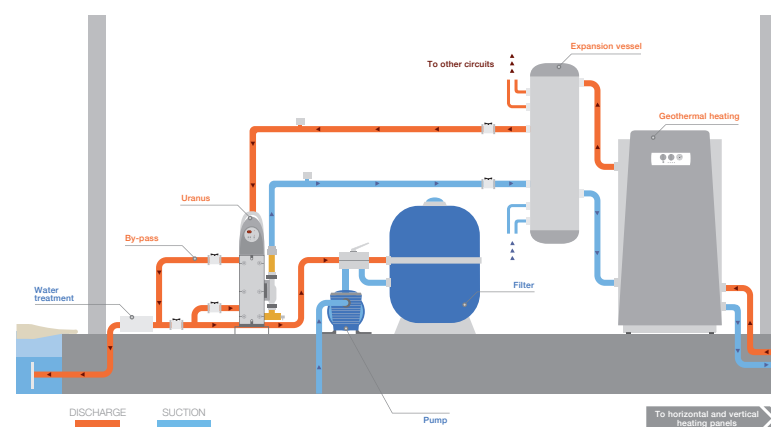 Expansion vessel
To other circuits
Geothermal heating
Uranus
By-pass
Water
treatment
Filter
Pump
DISCHARGE
SUCTION
To horizontal and vertical
heating panels